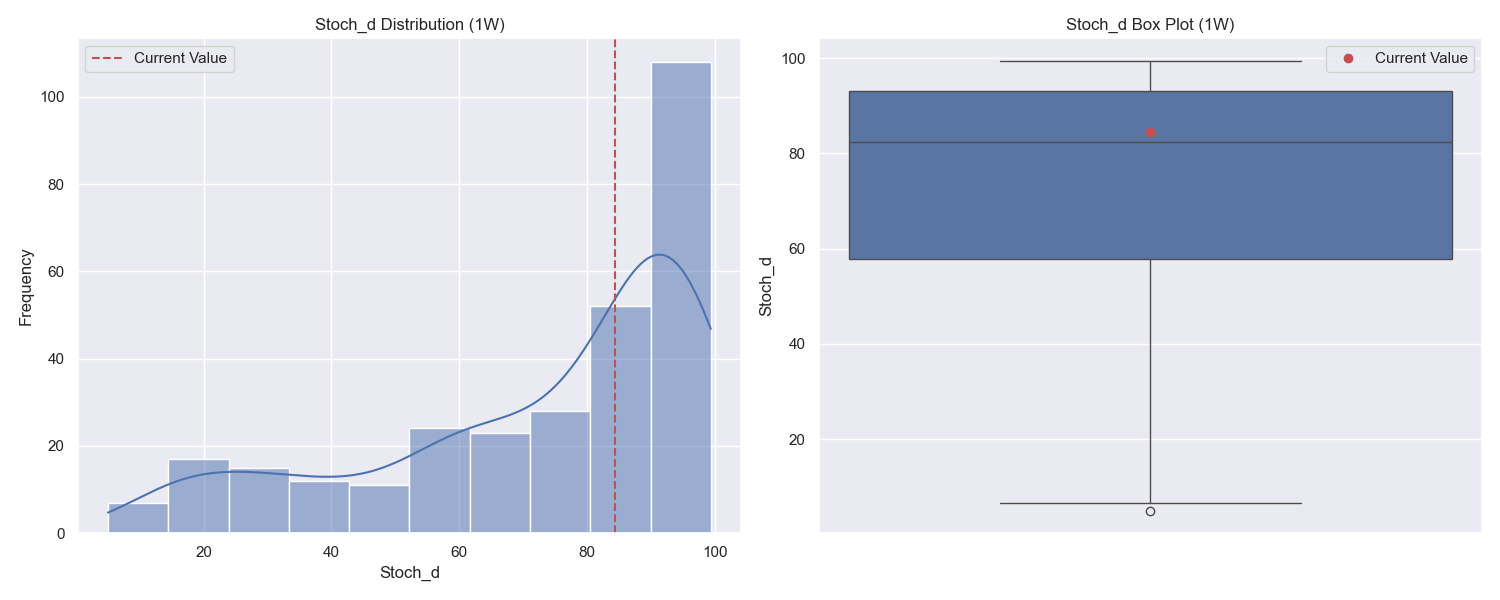 Stoch_d Distribution (1W)
Current Value
100
80
60
40
20
0
Frequency
20
40
60
80
100
Stoch_d
Stoch_d Box Plot (1W)
Current Value
100
80
60
40
20
Stoch_d